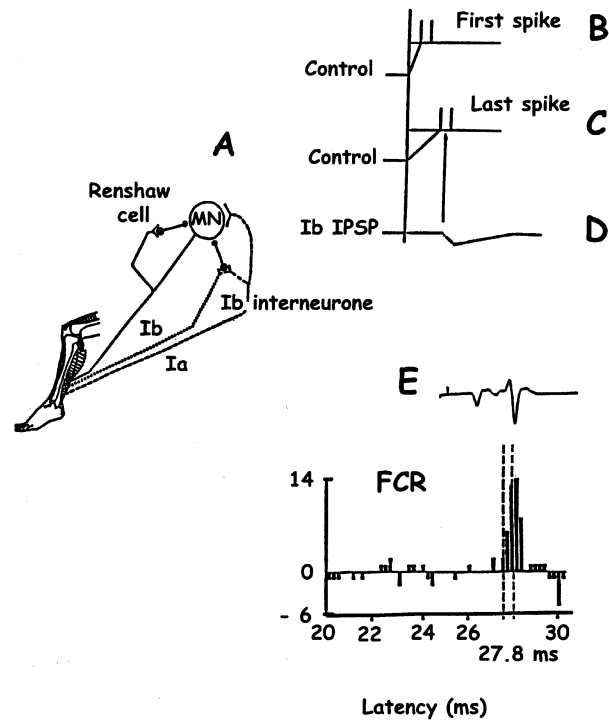 First spike
B
Control
Last spike
C
Control
A
Renshaw
cell
MN
Ib IPSP
D
Ib interneurone
Ib
Ia
E
14
FCR
0
- 6
20 22 24 26 30
27.8 ms
Latency (ms)